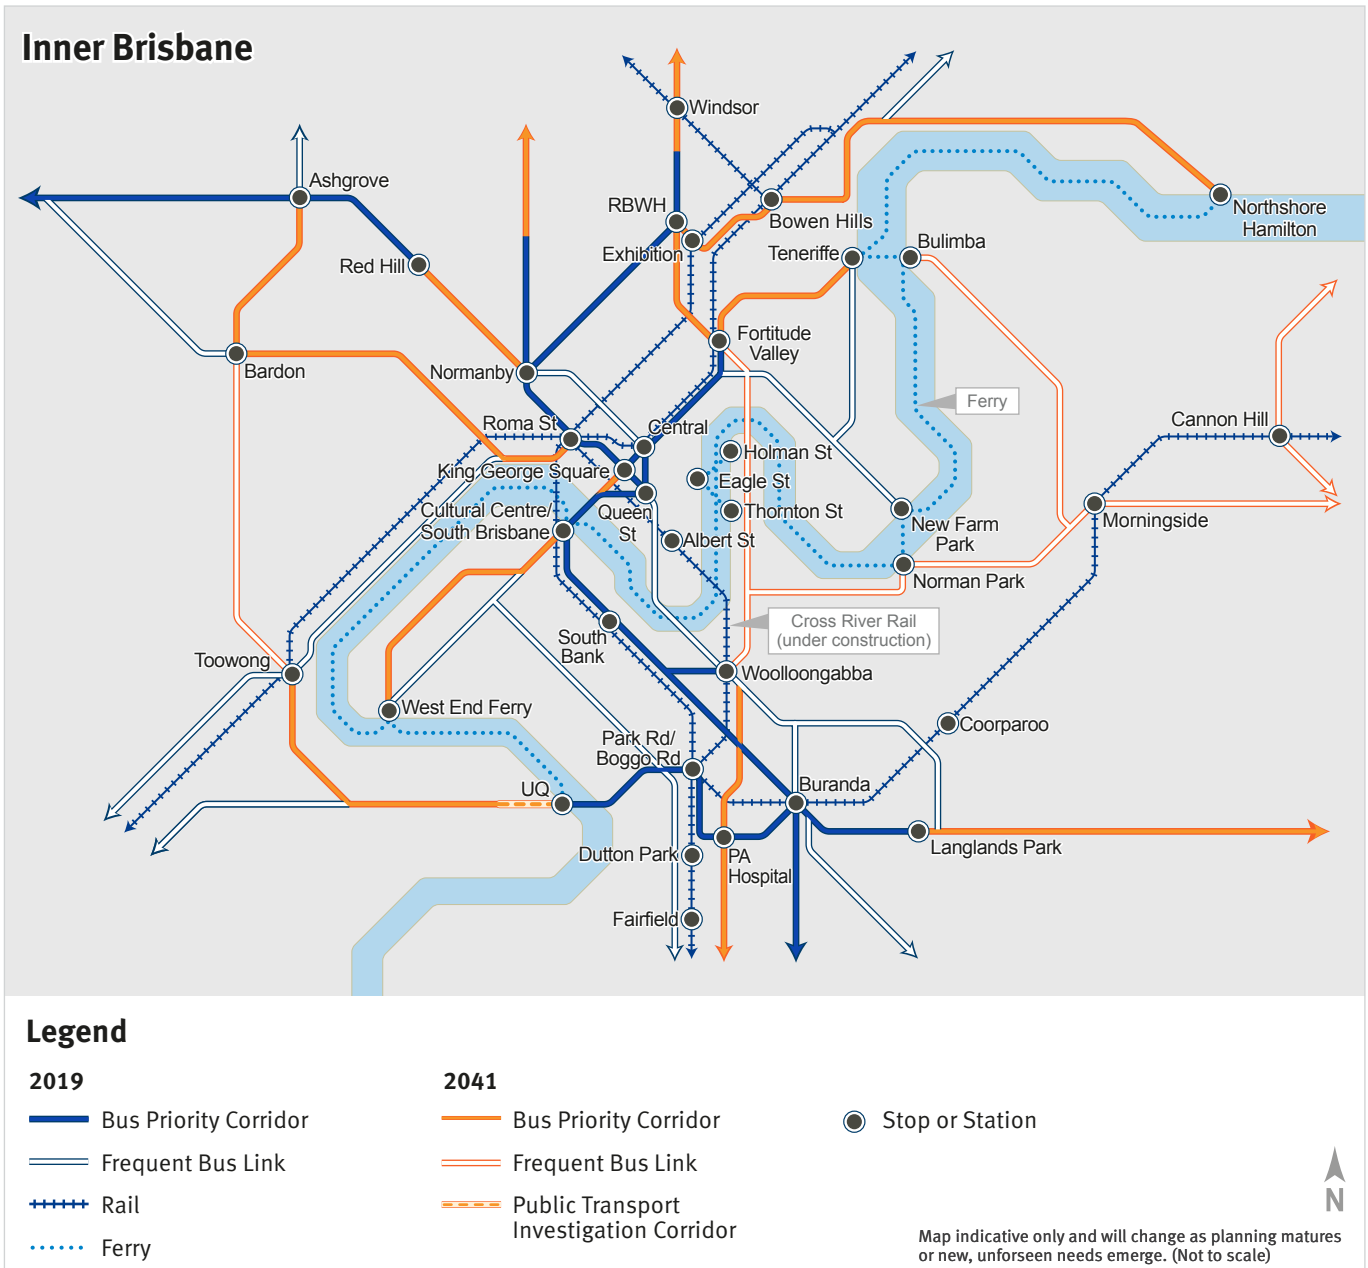 Inner Brisbane
Windsor
Ashgrove
RBWH
Bowen Hills
Northshore
Hamilton
Exhibition
Teneriffe
Bulimba
Red Hill
Fortitude
Valley
Bardon
Normanby
Ferry
Roma St
Central
Cannon Hill
Holman St
King George Square
Eagle St
Cultural Centre/
South Brisbane
Queen
St
Thornton St
New Farm
Park
Morningside
Albert St
Norman Park
Cross River Rail
(under construction)
South
Bank
Toowong
Woolloongabba
West End Ferry
Coorparoo
Park Rd/
Boggo Rd
UQ
Buranda
Dutton Park
PA
Hospital
Langlands Park
Fairfield
Legend
2019
Bus Priority Corridor
Frequent Bus Link
Rail
Ferry
2041
Bus Priority Corridor
Frequent Bus Link
Public Transport
Investigation Corridor
Stop or Station
N
Map indicative only and will change as planning matures
or new, unforseen needs emerge. (Not to scale)